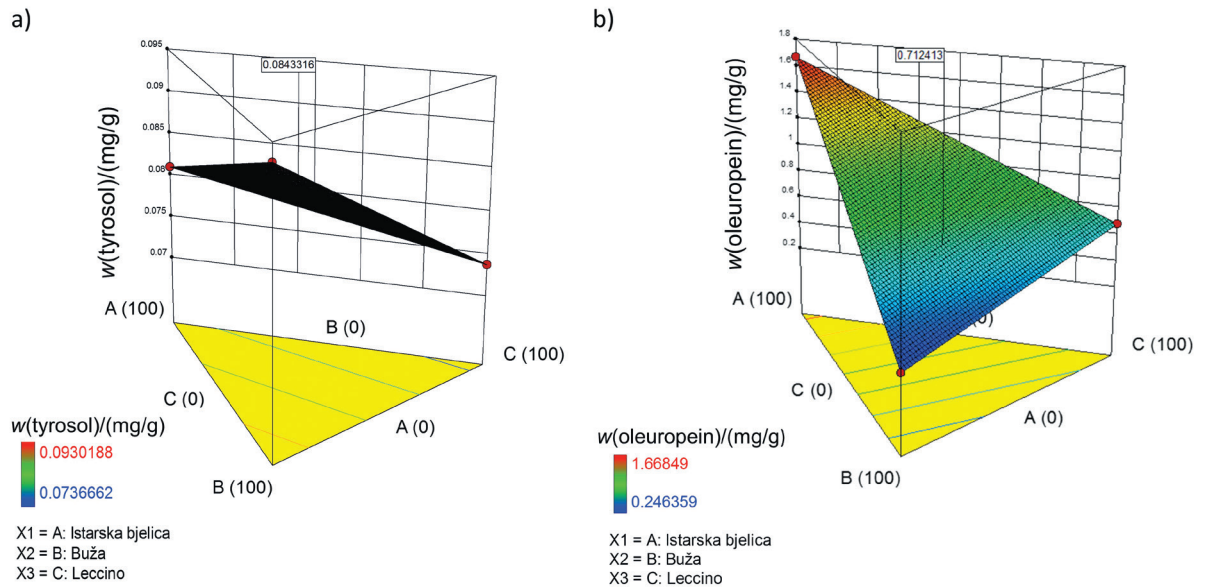 a)
0.095
0.09
0.085
0.08
0.075
0.07
w(tyrosol)/(mg/g)
0.0843316
A (100)
B (0)
C (100)
C (0)
A (0)
B (100)
w(tyrosol)/(mg/g)
0.0930188
0.0736662
X1 = A: Istarska bjelica
X2 = B: Buža
X3 = C: Leccino
b)
1.8
1.6
1.4
1.2
1
0.8
0.6
0.4
0.2
w(oleuropein)/(mg/g)
0.712413
A (100)
0)
C (100)
C (0)
A (0)
B (100)
w(oleuropein)/(mg/g)
1.66849
0.246359
X1 = A: Istarska bjelica
X2 = B: Buža
X3 = C: Leccino